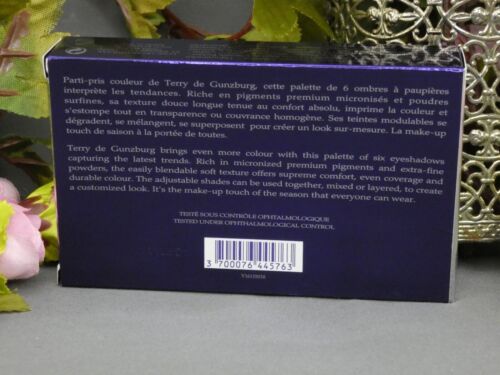 Parti-pris couleur de Terry de Gunzburg, cette palette de 6 ombres à paupières
interprète les tendances. Riche en pigments premium micronisés et poudres
surfines, sa texture douce longue tenue au confort absolu, imprime la couleur et
s'estompe tout en transparence ou couvrance homogène. Ses teintes modulables se
dégradent, se mélangent, se superposent pour créer un look sur-mesure. La make-up
touch de saison à la portée de toutes.
Terry de Gunzburg brings even more colour with this palette of six eyeshadows
capturing the latest trends. Rich in micronized premium pigments and extra-fine
powders, the easily blendable soft texture offers supreme comfort, even coverage and
durable colour. The adjustable shades can be used together, mixed or layered, to create
a customized look. It's the make-up touch of the season that everyone can wear.
TESTÉ SOUS CONTRÔLE OPHTALMOLOGIQUE
TESTED UNDER OPHTHALMOLOGICAL CONTROL
3 700076 445763